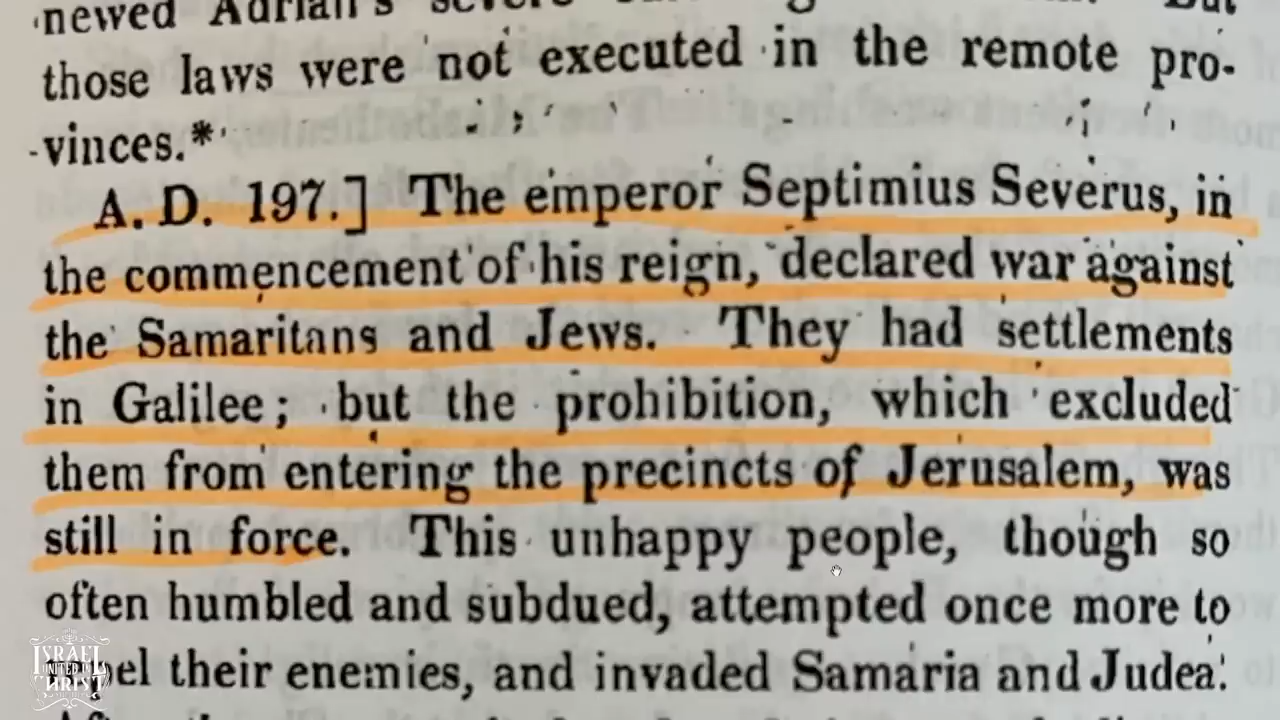 newed Adrian's severe
those laws were not executed in the remote pro-
vinces.*
A. D. 197.] The emperor Septimius Severus, in
the commencement of his reign, declared war against
the Samaritans and Jews. They had settlements
in Galilee; but the prohibition, which excluded
them from entering the precincts of Jerusalem, was
still in force. This unhappy people, though so
often humbled and subdued, attempted once more to
their enemies, and invaded Samaria and Judea.
ISRAEL
UNITED IN
CHRIST